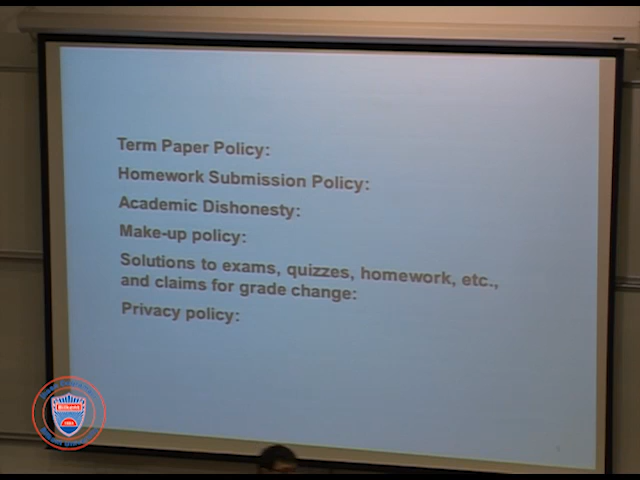 Term Paper Policy:
Homework Submission Policy:
Academic Dishonesty:
Make-up policy:
Solutions to exams, quizzes, homework, etc.,
and claims for grade change:
Privacy policy:
Bilkent